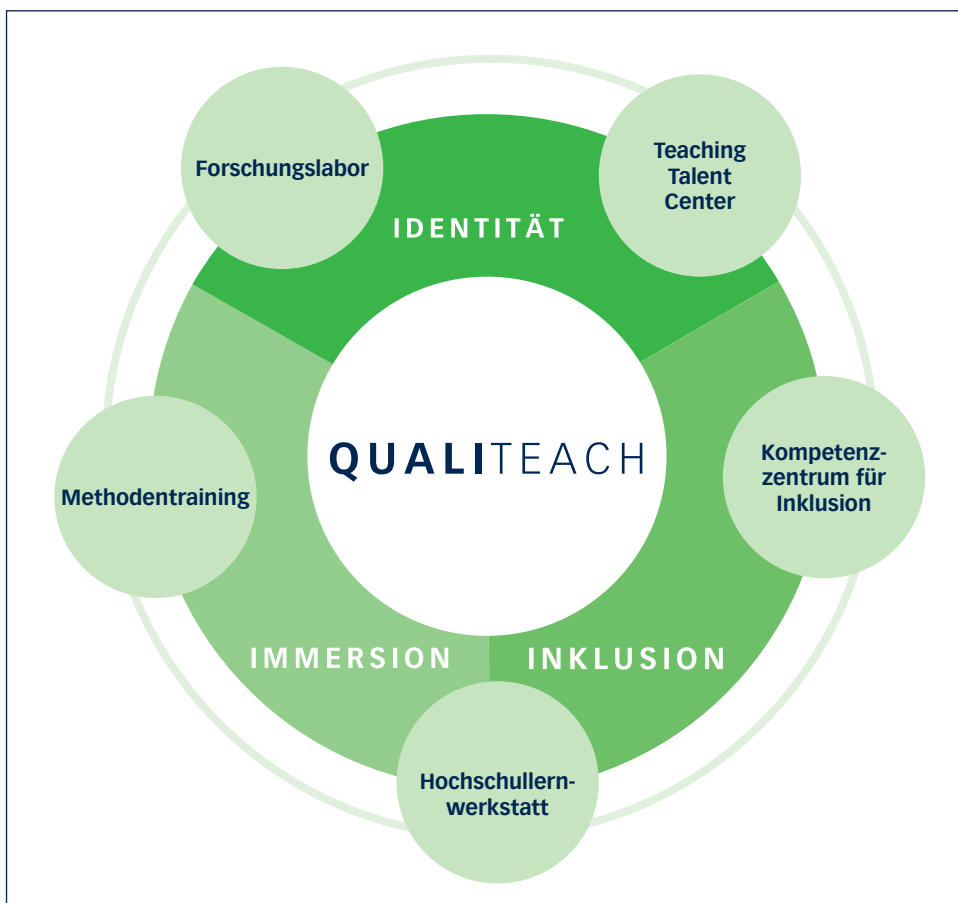 Forschungslabor
Teaching
Talent
Center
IDENTITÄT
QUALITEACH
Kompetenz-
zentrum für
Inklusion
Methodentraining
IMMERSION
INKLUSION
Hochschullern-
werkstatt